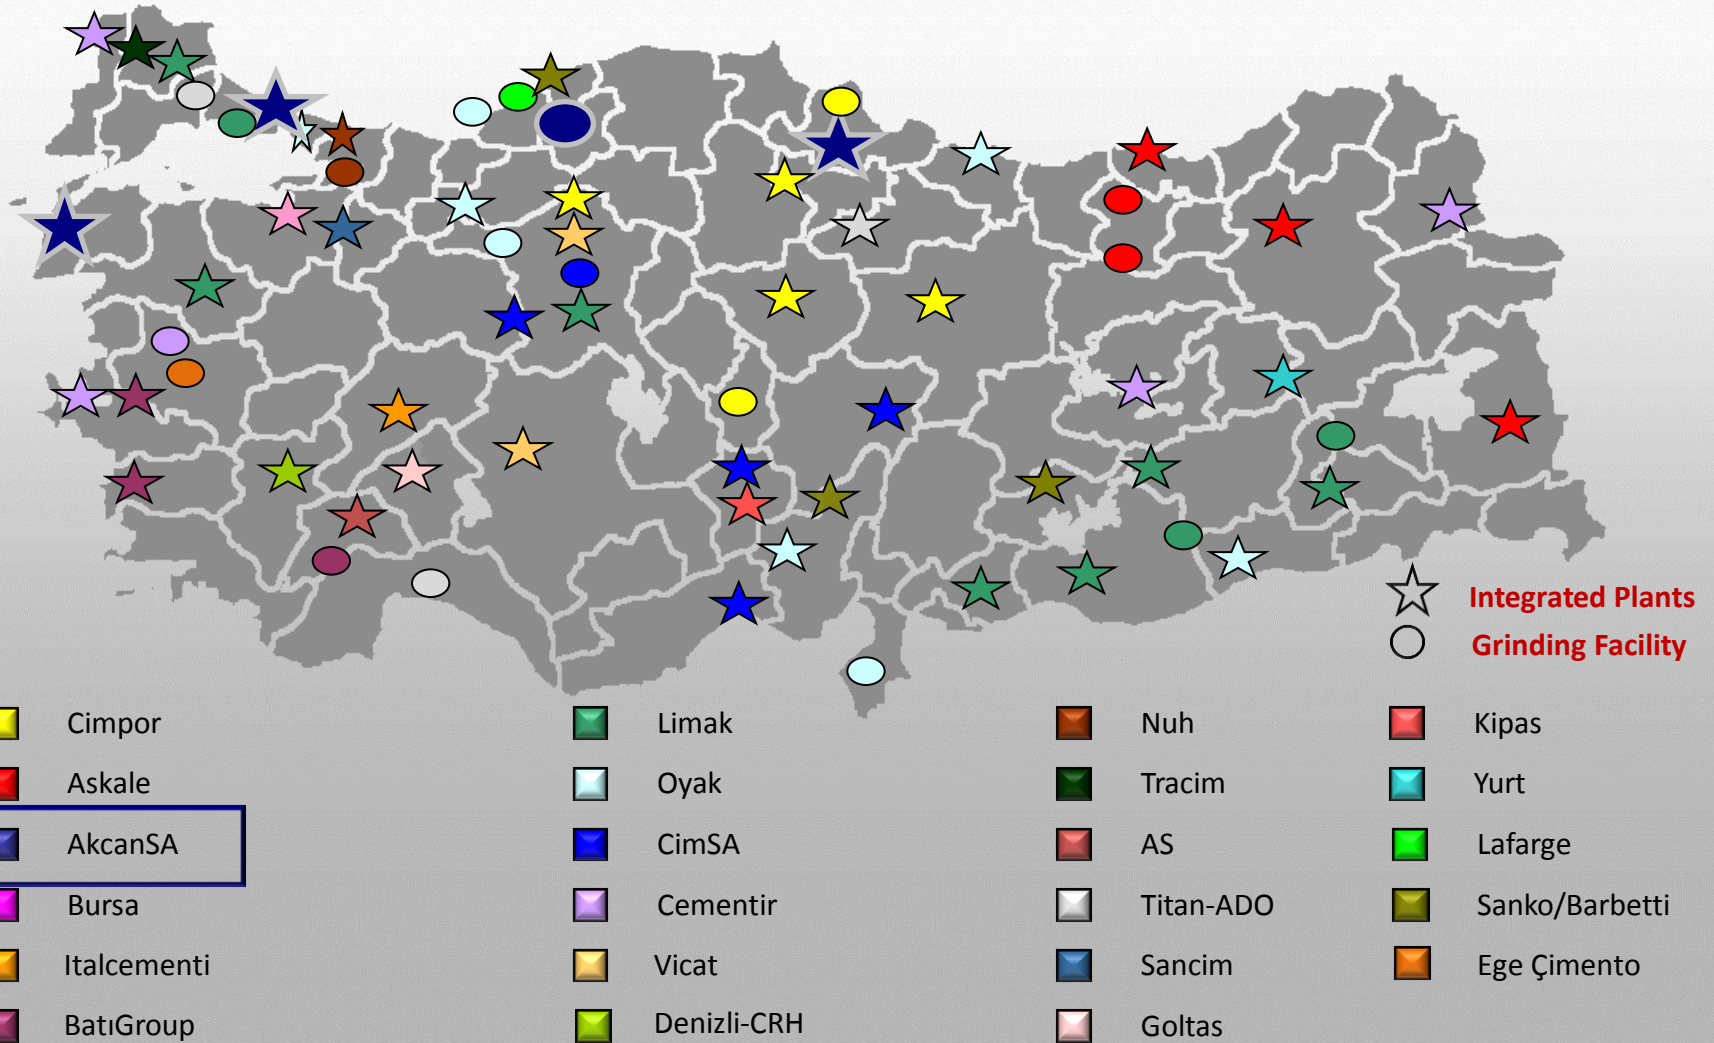 Integrated Plants
Grinding Facility
Cimpor
Limak
Nuh
Kipas
Askale
Oyak
Tracim
Yurt
AkcanSA
CimSA
AS
Lafarge
Bursa
Cementir
Titan-ADO
Sanko/Barbetti
Italcementi
Vicat
Sancim
Ege Çimento
BatıGroup
Denizli-CRH
Goltas